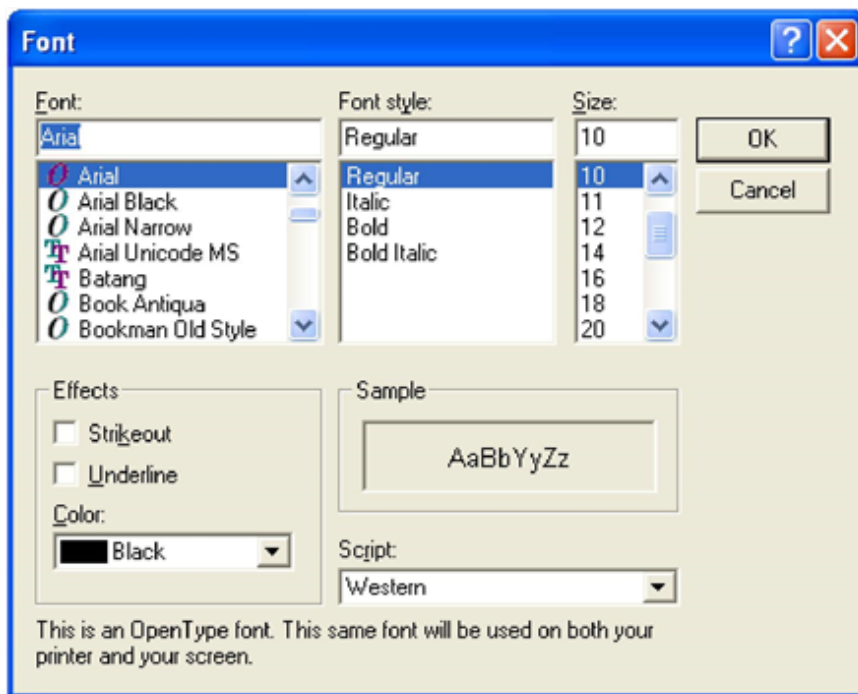 Font
Font:
Arial
Arial
Arial Black
Arial Narrow
Arial Unicode MS
Batang
Book Antiqua
Bookman Old Style
Font style:
Regular
Regular
Italic
Bold
Bold Italic
Size:
10
10
11
12
14
16
18
20
OK
Cancel
Effects
Strikeout
Underline
Color:
Black
Sample
AaBbYyZz
Script:
Western
This is an OpenType font. This same font will be used on both your
printer and your screen.